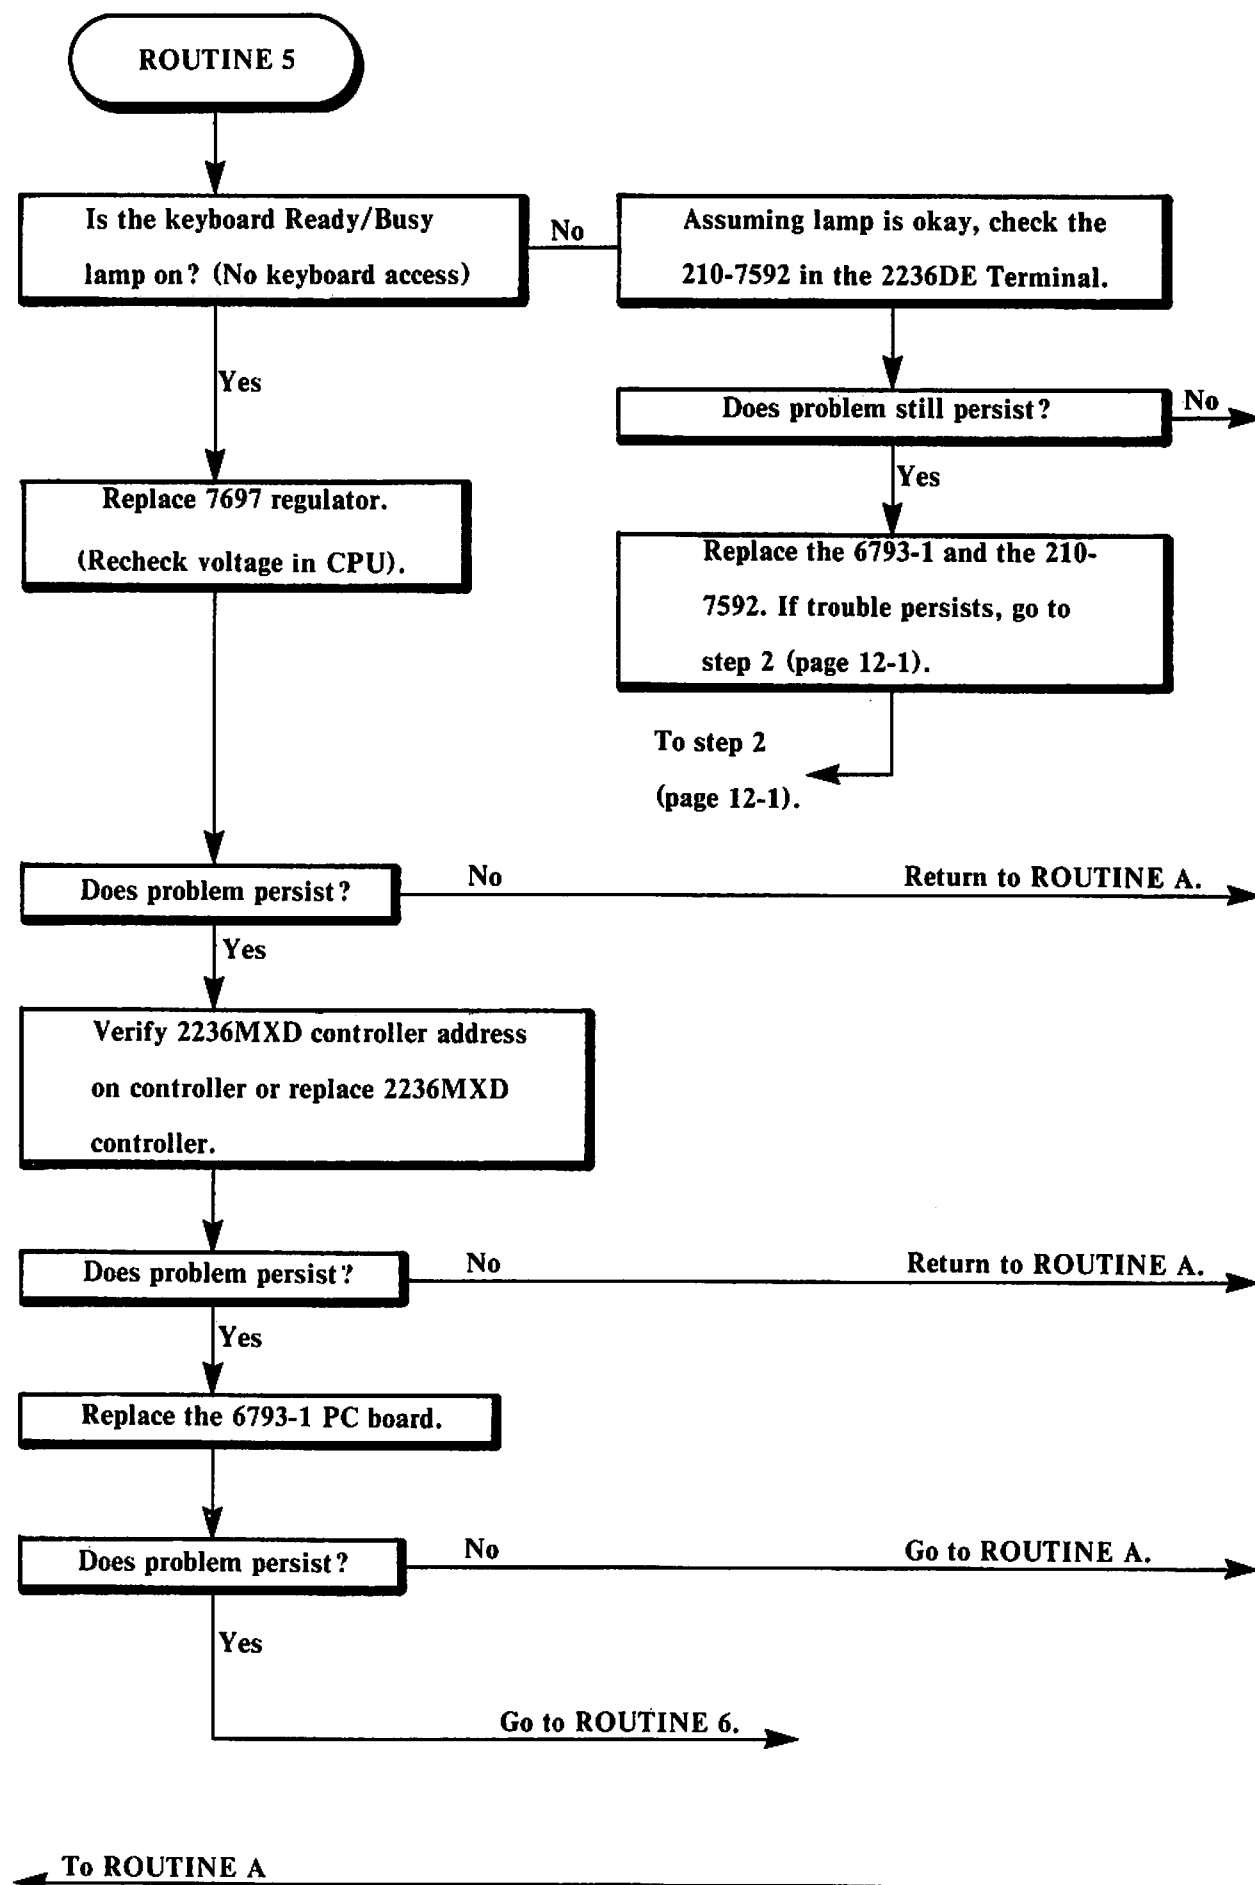 ROUTINE 5
Is the keyboard Ready/Busy
lamp on? (No keyboard access)
No
Assuming lamp is okay, check the
210-7592 in the 2236DE Terminal.
Yes
Does problem still persist?
No
Yes
Replace 7697 regulator.
(Recheck voltage in CPU).
Replace the 6793-1 and the 210-
7592. If trouble persists, go to
step 2 (page 12-1).
To step 2
(page 12-1).
Does problem persist?
No
Return to ROUTINE A.
Yes
Verify 2236MXD controller address
on controller or replace 2236MXD
controller.
Does problem persist?
No
Return to ROUTINE A.
Yes
Replace the 6793-1 PC board.
Does problem persist?
No
Go to ROUTINE A.
Yes
Go to ROUTINE 6.
To ROUTINE A